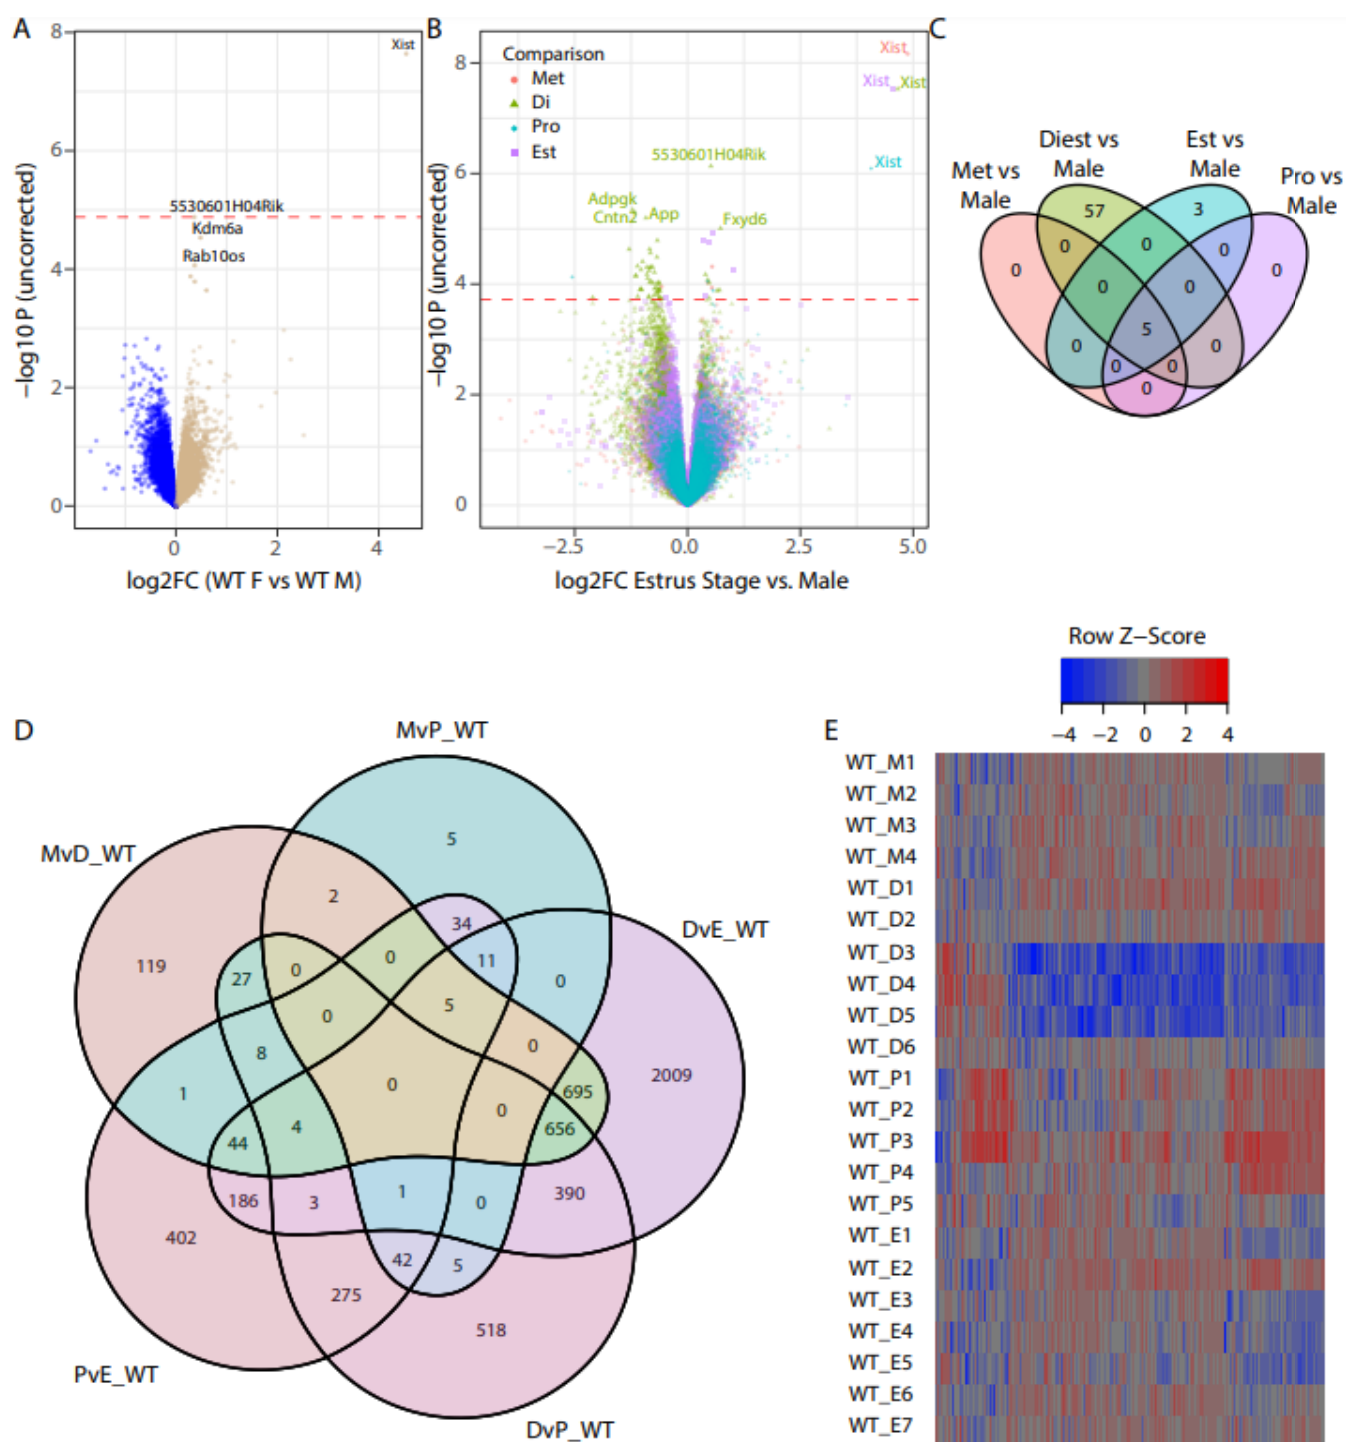 A
8
6
4
2
0
−log10 P (uncorrected)
Xist
5530601H04Rik
Kdm6a
Rab10os
0
2
4
log2FC (WT F vs WT M)
B
8
6
4
2
0
−log10 P (uncorrected)
Comparison
Met
Di
Pro
Est
Xist
Xist
Xist
Xist
5530601H04Rik
Adpgk
Cntn2
App
Fxyd6
−2.5
0.0
2.5
5.0
log2FC Estrus Stage vs. Male
C
Met vs
Male
Diest vs
Male
Est vs
Male
Pro vs
Male
57
3
0
0
0
0
0
0
0
5
0
0
0
0
0
D
MvP_WT
MvD_WT
DvE_WT
PvE_WT
DvP_WT
5
2
34
119
27
0
0
11
0
0
5
8
0
2009
1
0
695
4
0
656
44
186
3
1
0
390
402
42
5
275
518
E
Row Z−Score
−4 −2 0 2 4
WT_M1
WT_M2
WT_M3
WT_M4
WT_D1
WT_D2
WT_D3
WT_D4
WT_D5
WT_D6
WT_P1
WT_P2
WT_P3
WT_P4
WT_P5
WT_E1
WT_E2
WT_E3
WT_E4
WT_E5
WT_E6
WT_E7